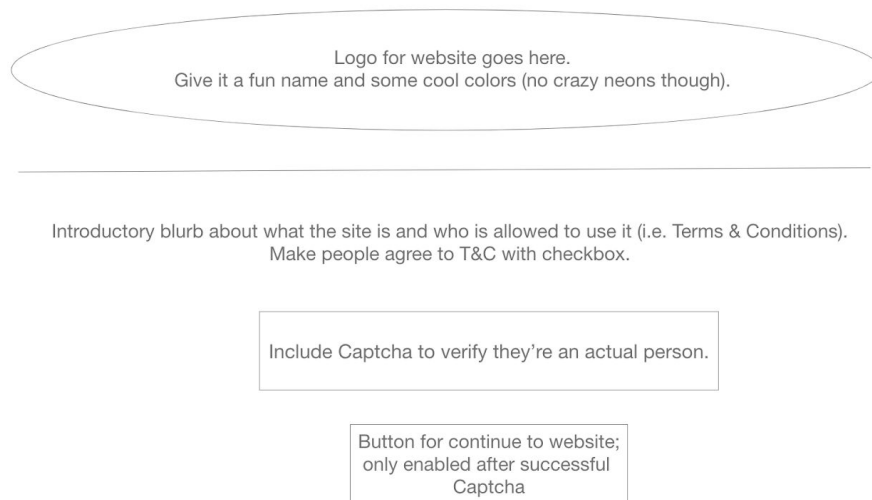 Logo for website goes here.
Give it a fun name and some cool colors (no crazy neons though).
Introductory blurb about what the site is and who is allowed to use it (i.e. Terms & Conditions).
Make people agree to T&C with checkbox.
Include Captcha to verify they’re an actual person.
Button for continue to website;
only enabled after successful
Captcha